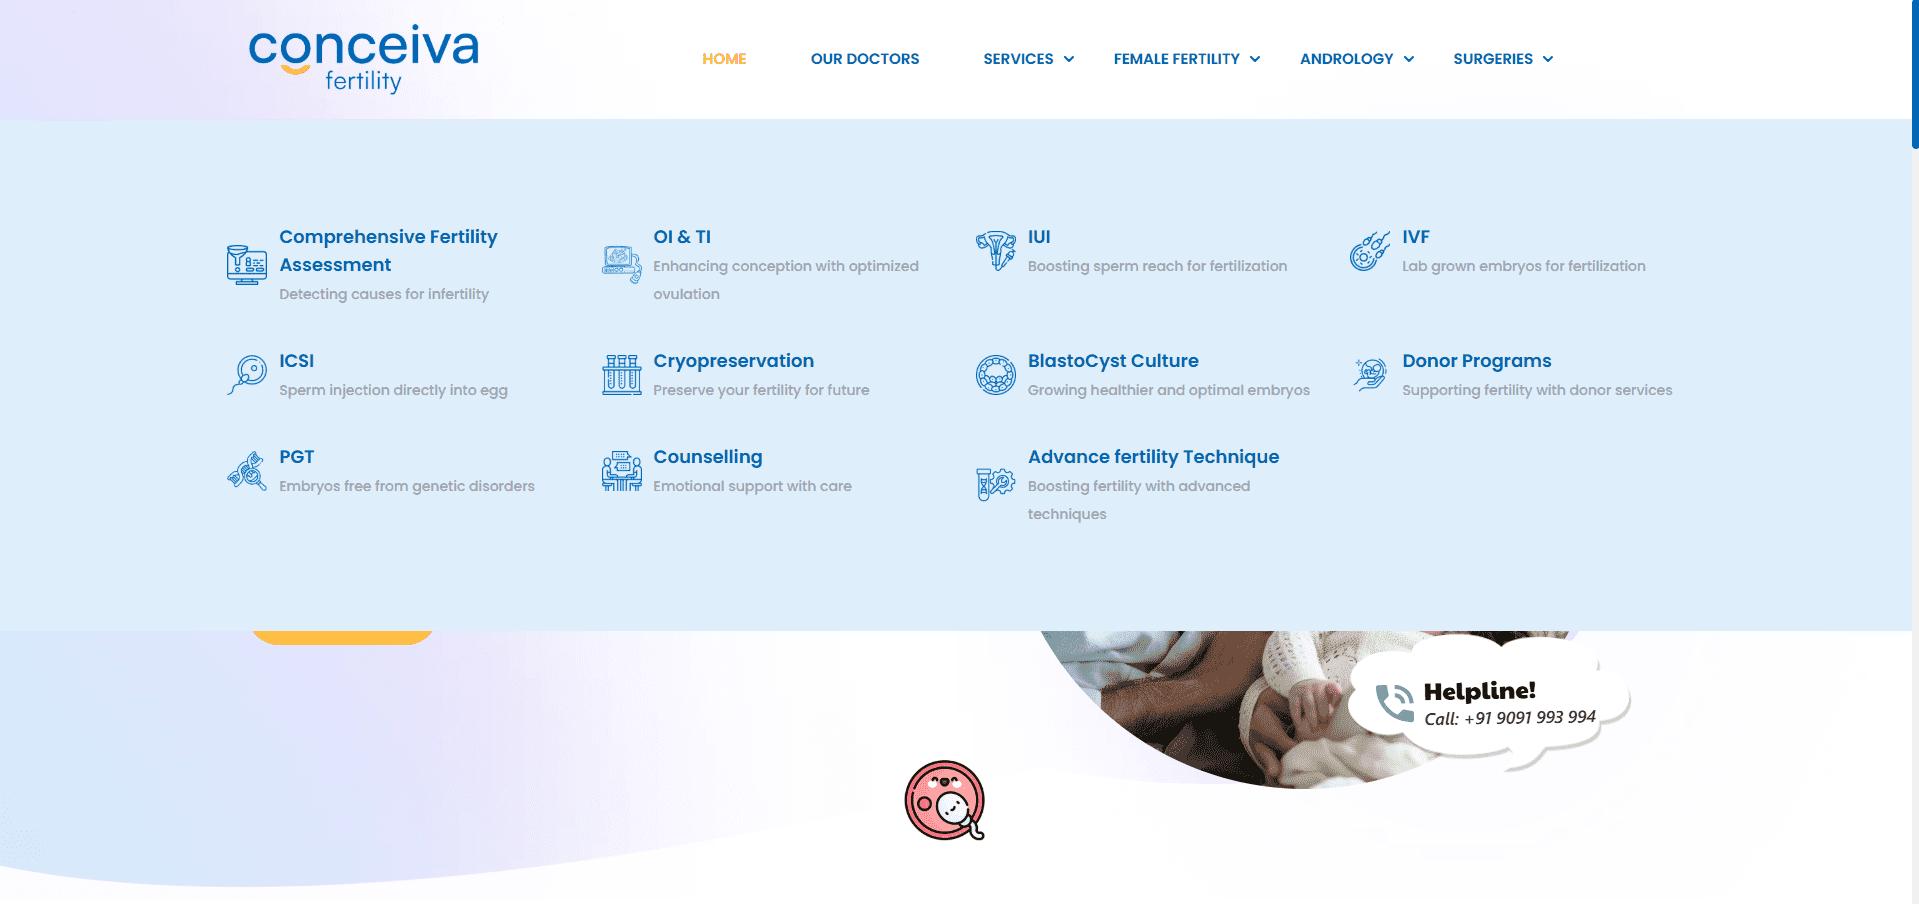 conceiva
fertility
HOME
OUR DOCTORS
SERVICES
FEMALE FERTILITY
ANDROLOGY
SURGERIES
Comprehensive Fertility
Assessment
Detecting causes for infertility
OI & TI
Enhancing conception with optimized
ovulation
IUI
Boosting sperm reach for fertilization
IVF
Lab grown embryos for fertilization
ICSI
Sperm injection directly into egg
Cryopreservation
Preserve your fertility for future
BlastoCyst Culture
Growing healthier and optimal embryos
Donor Programs
Supporting fertility with donor services
PGT
Embryos free from genetic disorders
Counselling
Emotional support with care
Advance fertility Technique
Boosting fertility with advanced
techniques
Helpline!
Call: +91 9091 993 994